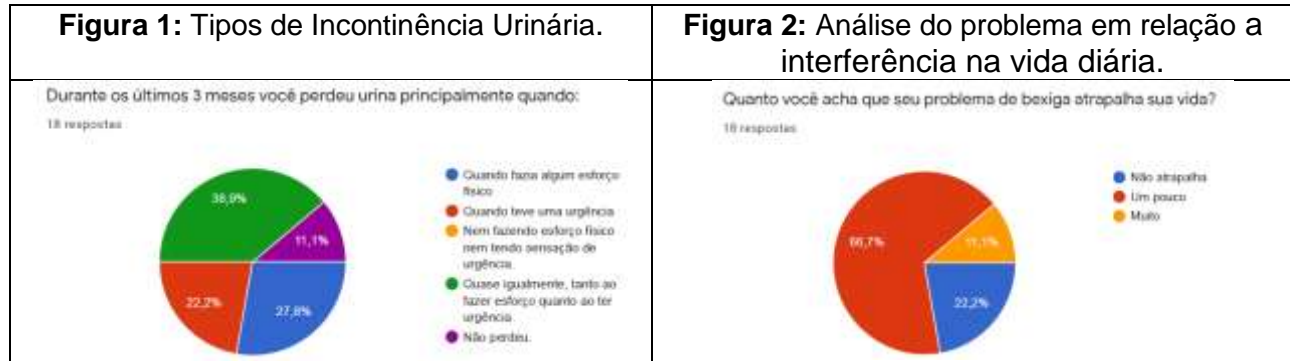 Figura 1: Tipos de Incontinência Urinária.
Figura 2: Análise do problema em relação a
interferência na vida diária.
Durante os últimos 3 meses você perdeu urina principalmente quando:
18 respostas
38,9%
11,1%
22,2%
27,8%
Quando fazia algum esforço
físico
Quando teve uma urgência
Nem fazendo esforço físico
nem tendo sensação de
urgência.
Quase igualmente, tanto ao
fazer esforço quanto ao ter
urgência.
Não perdeu.
Quanto você acha que seu problema de bexiga atrapalha sua vida?
18 respostas
66,7%
11,1%
22,2%
Não atrapalha
Um pouco
Muito